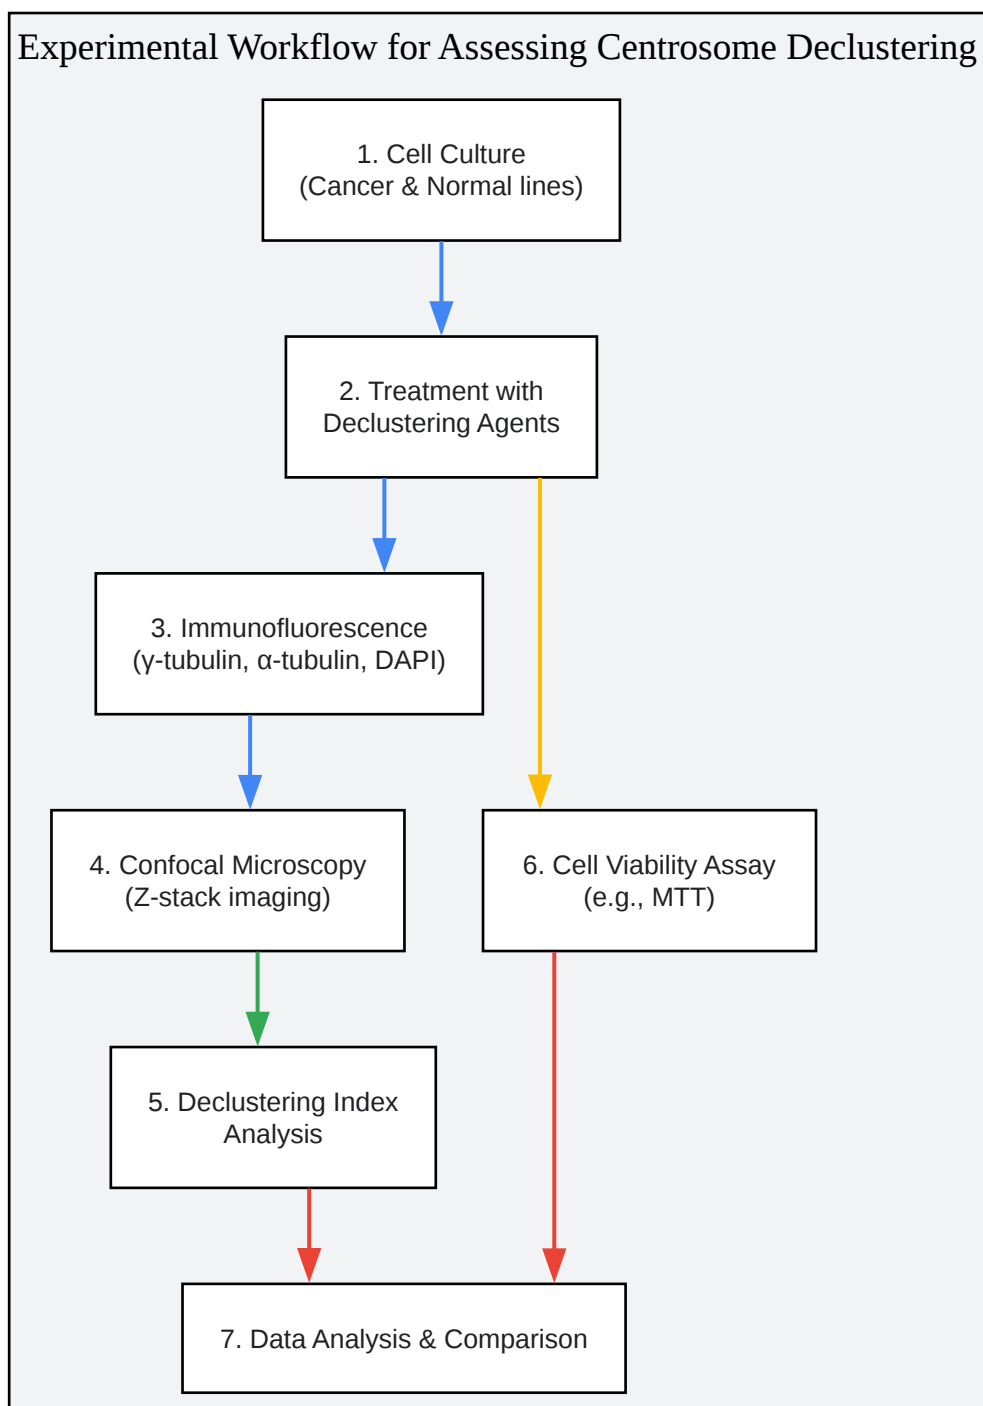 Experimental Workflow for Assessing Centrosome Declustering
1. Cell Culture
(Cancer & Normal lines)
2. Treatment with
Declustering Agents
3. Immunofluorescence
(γ-tubulin, α-tubulin, DAPI)
4. Confocal Microscopy
(Z-stack imaging)
6. Cell Viability Assay
(e.g., MTT)
5. Declustering Index
Analysis
7. Data Analysis & Comparison